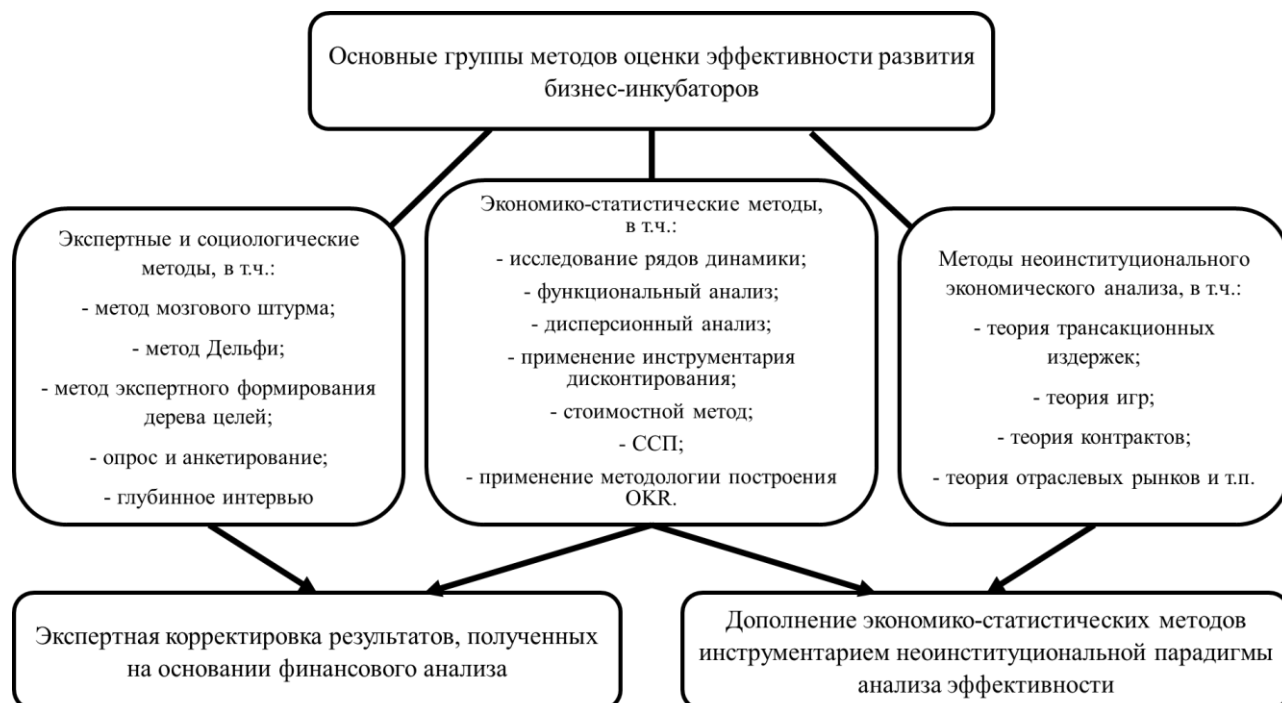 Основные группы методов оценки эффективности развития
бизнес-инкубаторов
Экспертные и социологические
методы, в т.ч.:
- метод мозгового штурма;
- метод Дельфи;
- метод экспертного формирования
дерева целей;
- опрос и анкетирование;
- глубинное интервью
Экономико-статистические методы,
в т.ч.:
- исследование рядов динамики;
- функциональный анализ;
- дисперсионный анализ;
- применение инструментария
дисконтирования;
- стоимостной метод;
- ССП;
- применение методологии построения
OKR.
Методы неоинституционального
экономического анализа, в т.ч.:
- теория трансакционных
издержек;
- теория игр;
- теория контрактов;
- теория отраслевых рынков и т.п.
Экспертная корректировка результатов, полученных
на основании финансового анализа
Дополнение экономико-статистических методов
инструментарием неоинституциональной парадигмы
анализа эффективности